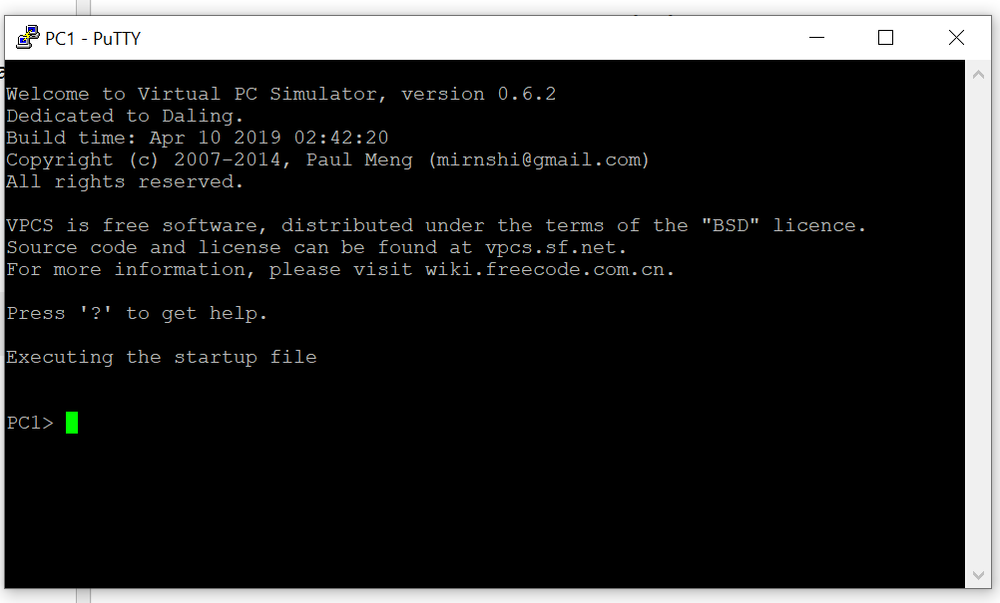 PC1 - PuTTY
Welcome to Virtual PC Simulator, version 0.6.2
Dedicated to Daling.
Build time: Apr 10 2019 02:42:20
Copyright (c) 2007-2014, Paul Meng (mirnshi@gmail.com)
All rights reserved.
VPCS is free software, distributed under the terms of the "BSD" licence.
Source code and license can be found at vpcs.sf.net.
For more information, please visit wiki.freecode.com.cn.
Press '?' to get help.
Executing the startup file
PC1>